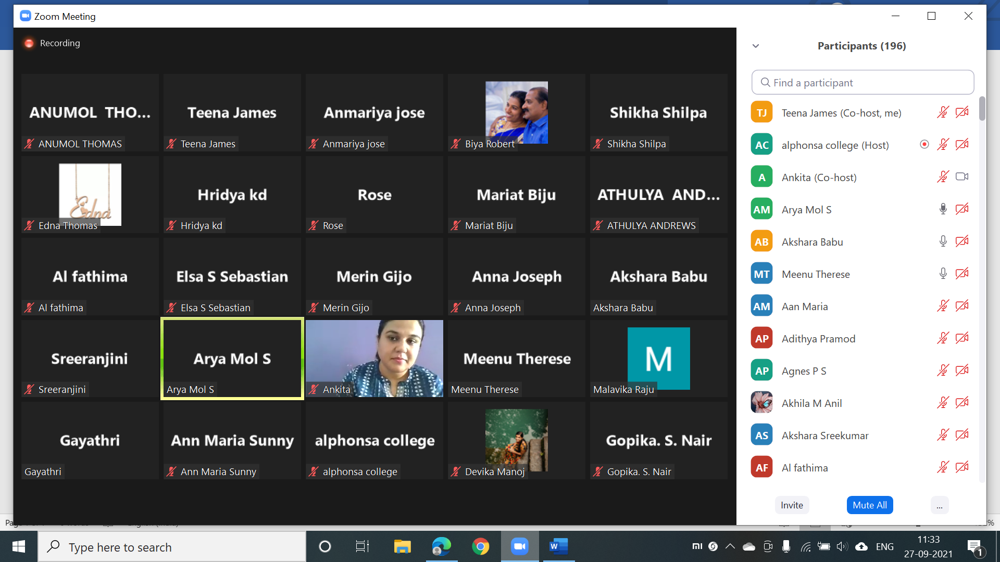 Zoom Meeting
Recording
ANUMOL THO...
ANUMOL THOMAS
Teena James
Teena James
Anmariya jose
Anmariya jose
Biya Robert
Shikha Shilpa
Shikha Shilpa
Edna
Edna Thomas
Hridya kd
Hridya kd
Rose
Rose
Mariat Biju
Mariat Biju
ATHULYA AND...
ATHULYA ANDREWS
Al fathima
Al fathima
Elsa S Sebastian
Elsa S Sebastian
Merin Gijo
Merin Gijo
Anna Joseph
Anna Joseph
Akshara Babu
Akshara Babu
Sreeranjini
Sreeranjini
Arya Mol S
Arya Mol S
Ankita
Meenu Therese
Meenu Therese
M
Malavika Raju
Gayathri
Gayathri
Ann Maria Sunny
Ann Maria Sunny
alphonsa college
alphonsa college
Devika Manoj
Gopika. S. Nair
Gopika. S. Nair
Participants (196)
Find a participant
TJ Teena James (Co-host, me)
AC alphonsa college (Host)
A Ankita (Co-host)
AM Arya Mol S
AB Akshara Babu
MT Meenu Therese
AM Aan Maria
AP Adithya Pramod
AP Agnes P S
Akhila M Anil
AS Akshara Sreekumar
AF Al fathima
Invite Mute All ...
Type here to search
W
MI
ENG
11:33
27-09-2021
1